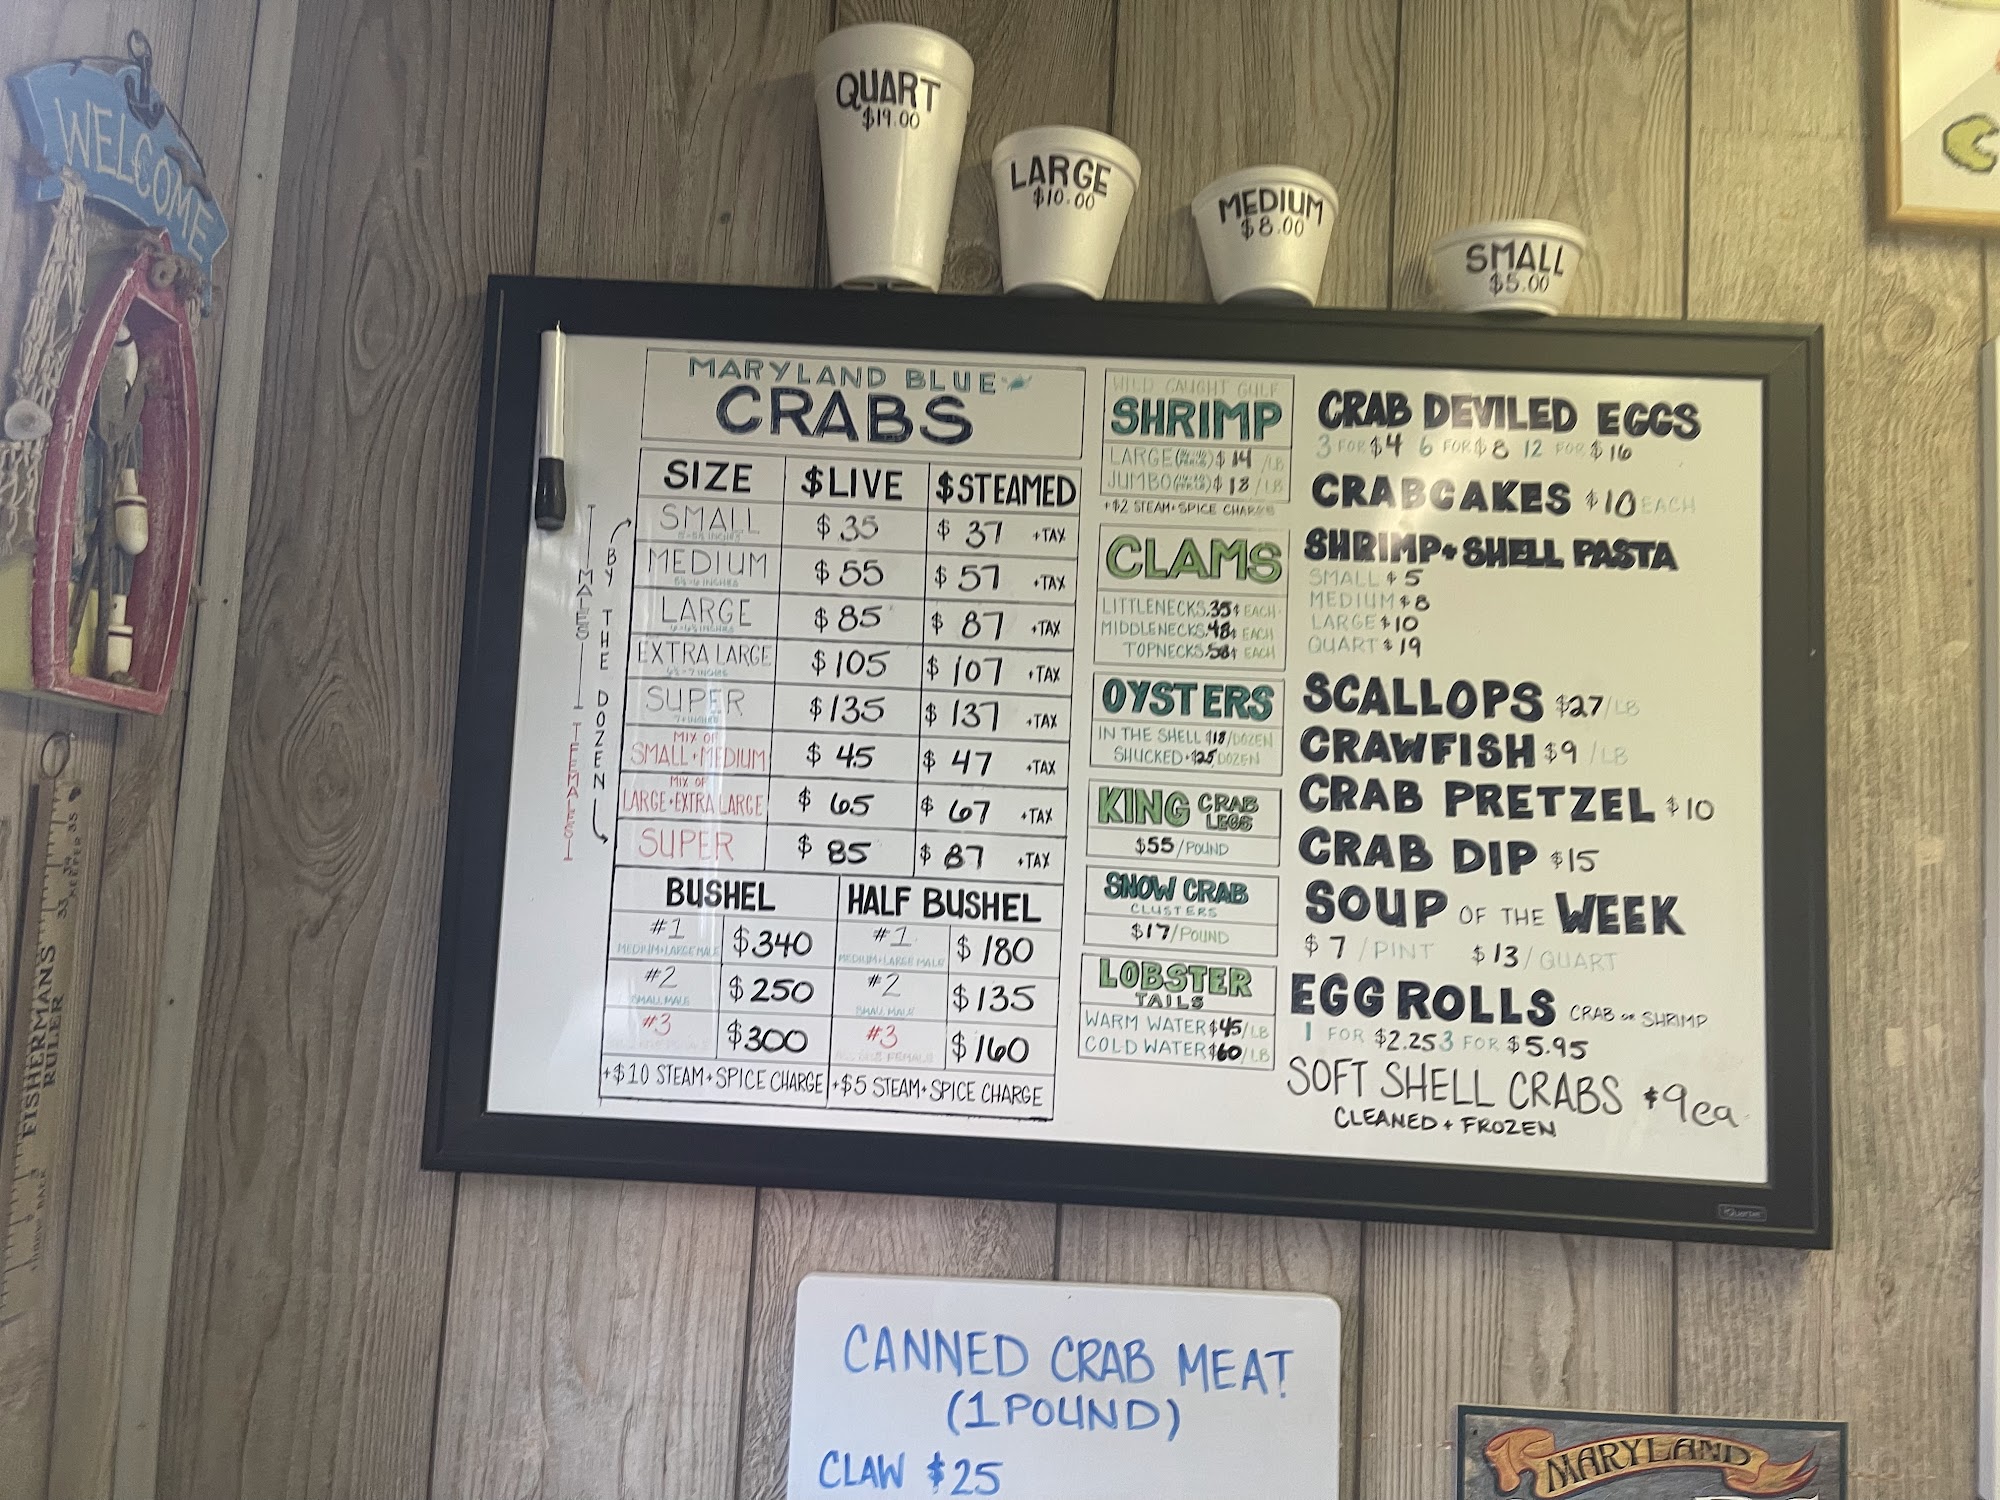 WELCOME
QUART
$19.00
LARGE
$10.00
MEDIUM
$8.00
SMALL
$5.00
MARYLAND BLUE
CRABS
SIZE $LIVE $STEAMED
SMALL $35 $37 +TAX
MEDIUM $55 $57 +TAX
LARGE $85 $87 +TAX
EXTRA LARGE $105 $107 +TAX
SUPER $135 $137 +TAX
7+ INCHES
MIX OF
SMALL+MEDIUM $45 $47 +TAX
MIX OF
LARGE+EXTRA LARGE $65 $67 +TAX
SUPER $85 $87 +TAX
MALES
FEMALES
BY THE DOZEN
BUSHEL HALF BUSHEL
#1 $340 #1 $180
MEDIUM+LARGE MALE MEDIUM+LARGE MALE
#2 $250 #2 $135
SMALL MALE SMALL MALE
#3 $300 #3 $160
FEMALE
+$10 STEAM+SPICE CHARGE +$5 STEAM+SPICE CHARGE
WILD CAUGHT GULF
SHRIMP
LARGE $14 /LB
JUMBO $18 /LB
+$2 STEAM+SPICE CHARGE
CLAMS
LITTLENECKS .35¢ EACH
MIDDLENECKS .48¢ EACH
TOPNECKS .58¢ EACH
OYSTERS
IN THE SHELL $18/DOZEN
SHUCKED $25/DOZEN
KING CRAB LEGS
$55/POUND
SNOW CRAB
CLUSTERS
$17/POUND
LOBSTER
TAILS
WARM WATER $45/LB
COLD WATER $60/LB
CRAB DEVILED EGGS
3 FOR $4 6 FOR $8 12 FOR $16
CRABCAKES $10 EACH
SHRIMP+SHELL PASTA
SMALL $5
MEDIUM $8
LARGE $10
QUART $19
SCALLOPS $27/LB
CRAWFISH $9 /LB
CRAB PRETZEL $10
CRAB DIP $15
SOUP OF THE WEEK
$7 /PINT $13/QUART
EGG ROLLS CRAB OR SHRIMP
1 FOR $2.25 3 FOR $5.95
SOFT SHELL CRABS $9ea
CLEANED + FROZEN
Quartet
CANNED CRAB MEAT
(1 POUND)
CLAW $25
MARYLAND
FISHERMANS
RULER
33 34 KEEPER 35